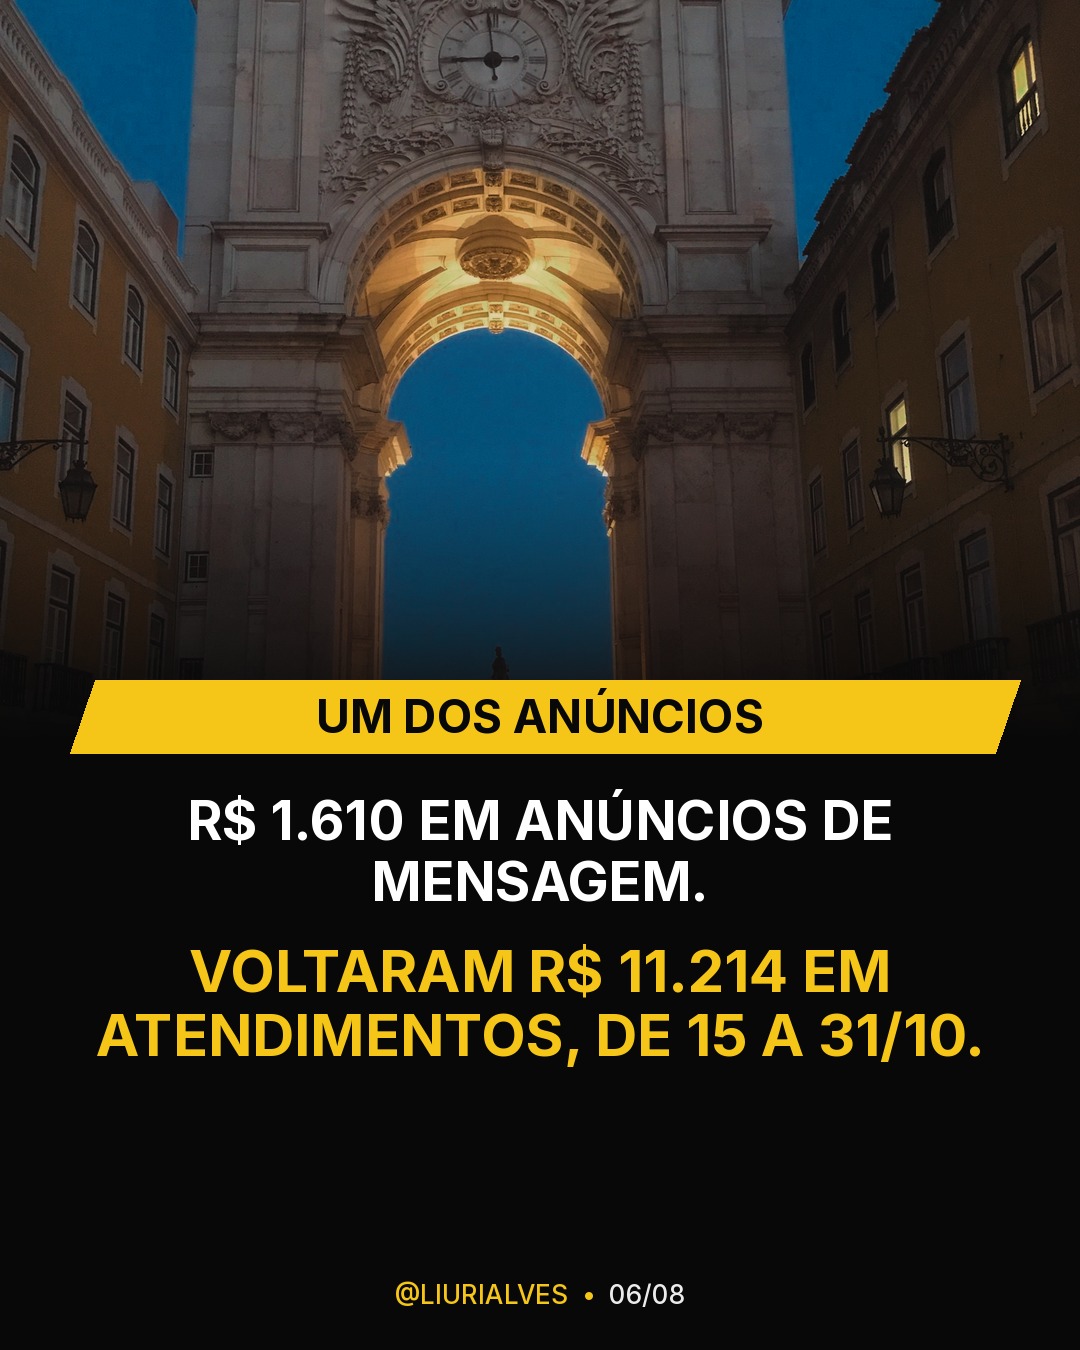 UM DOS ANÚNCIOS
R$ 1.610 EM ANÚNCIOS DE
MENSAGEM.
VOLTARAM R$ 11.214 EM
ATENDIMENTOS, DE 15 A 31/10.
@LIURIALVES • 06/08